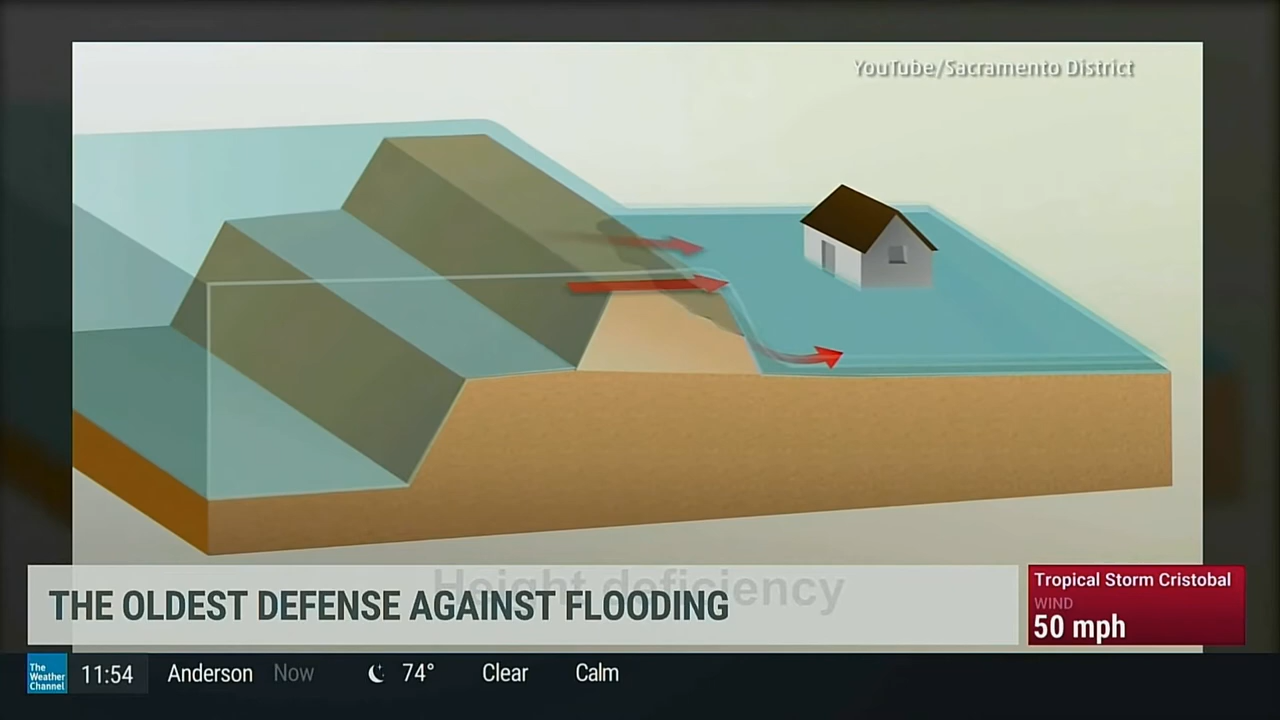 YouTube/Sacramento District
Height deficiency
THE OLDEST DEFENSE AGAINST FLOODING
Tropical Storm Cristobal
WIND
50 mph
The
Weather
Channel
11:54 Anderson Now 74° Clear Calm